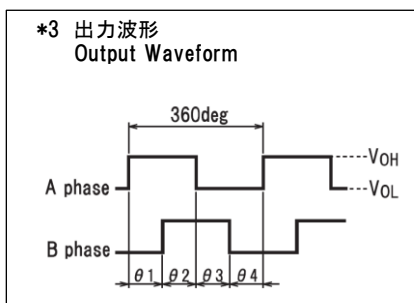 *3 出力波形
Output Waveform
360deg
VOH
A phase
VOL
B phase
θ1 θ2 θ3 θ4